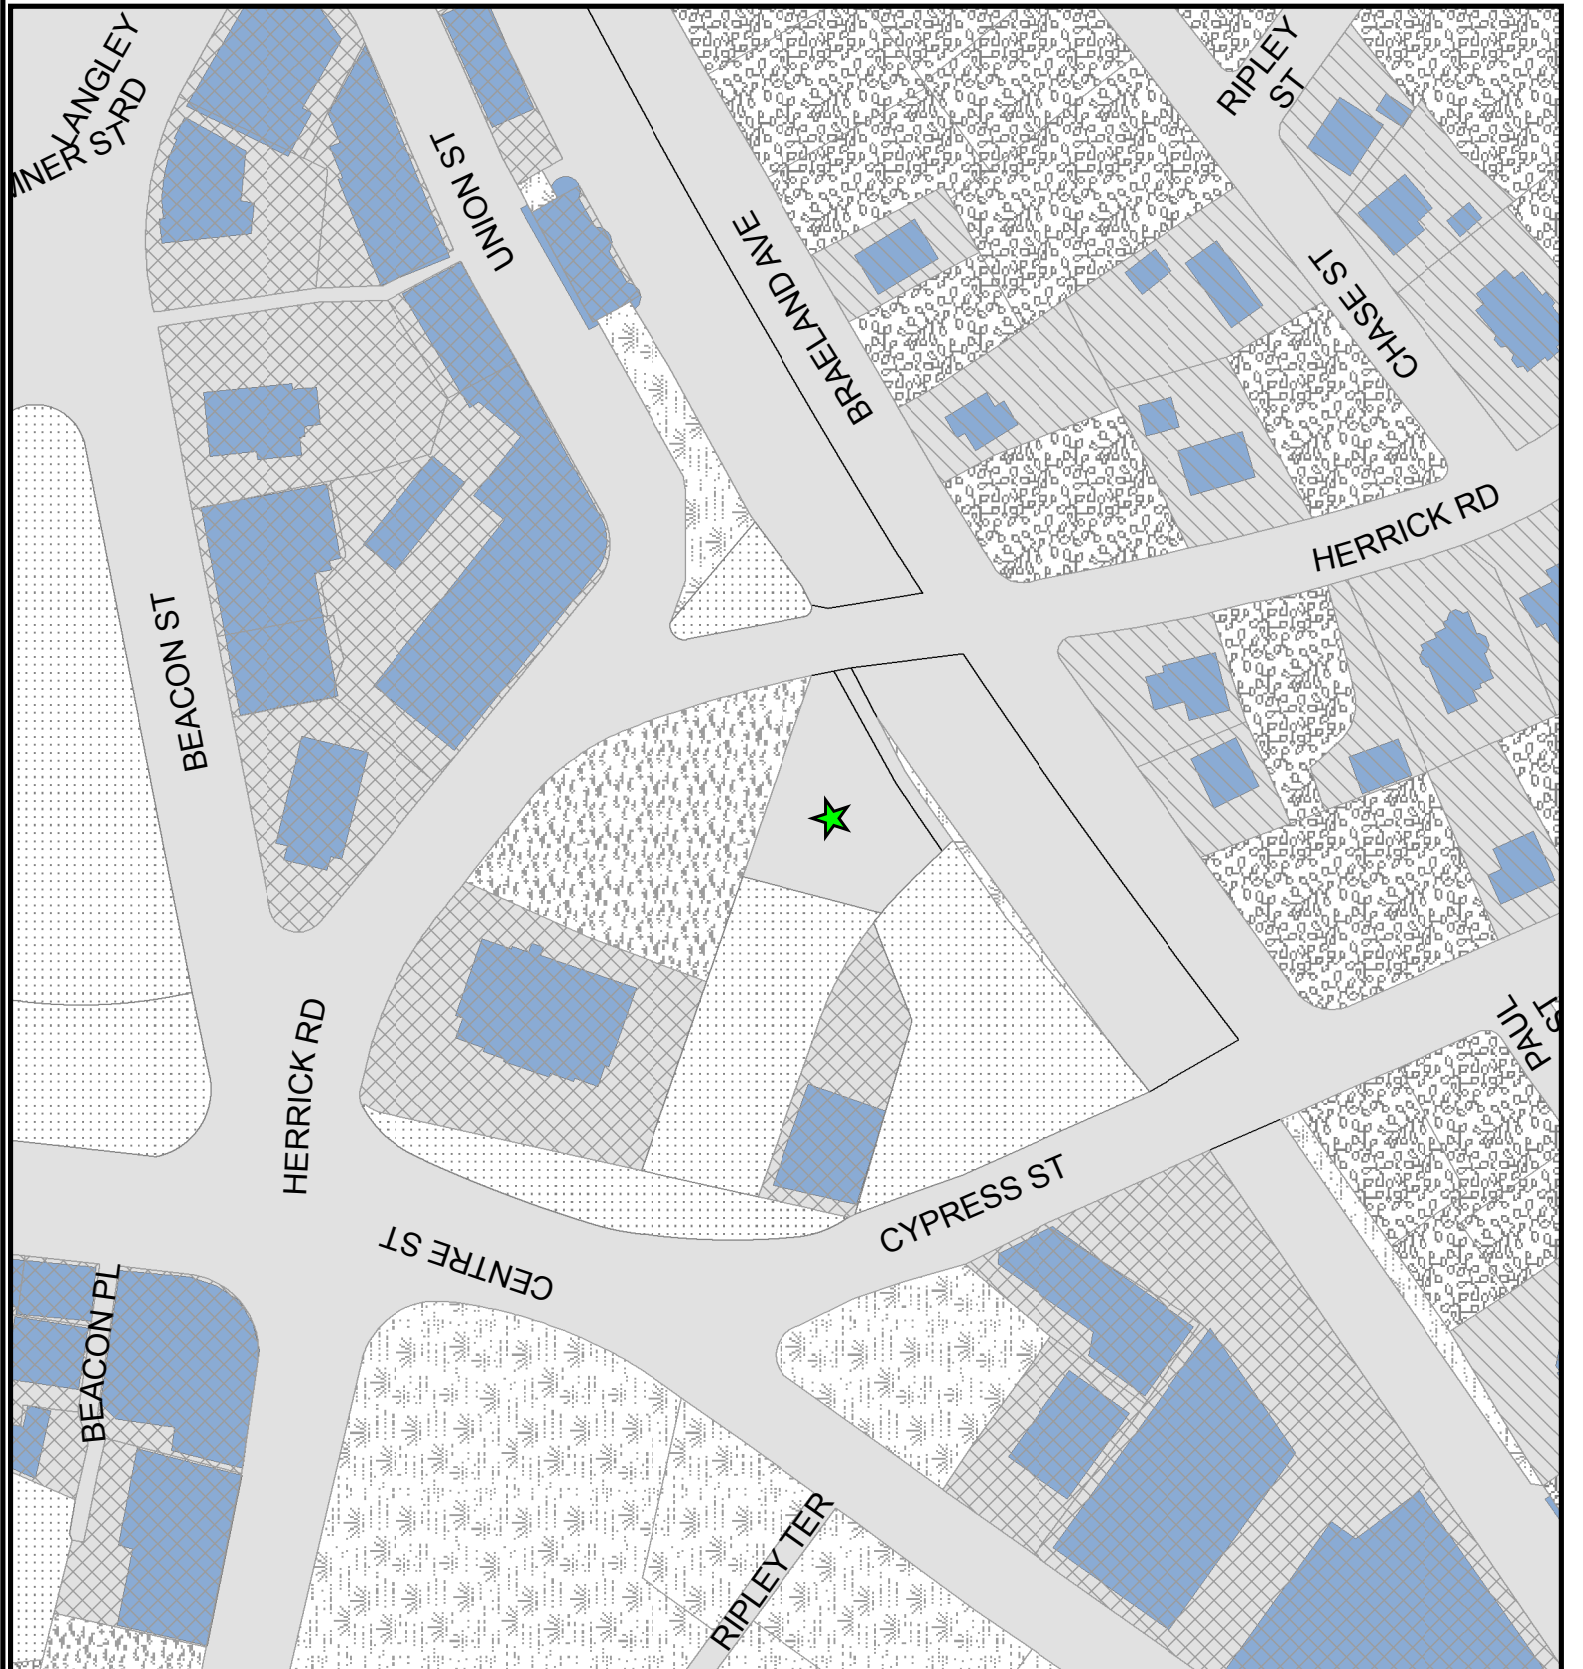 LANGLEY
RD
INER ST
UNION ST
RIPLEY
ST
BRAELAND AVE
CHASE ST
HERRICK RD
BEACON ST
HERRICK RD
PAUL
ST
CYPRESS ST
CENTRE ST
BEACON PL
RIPLEY TER